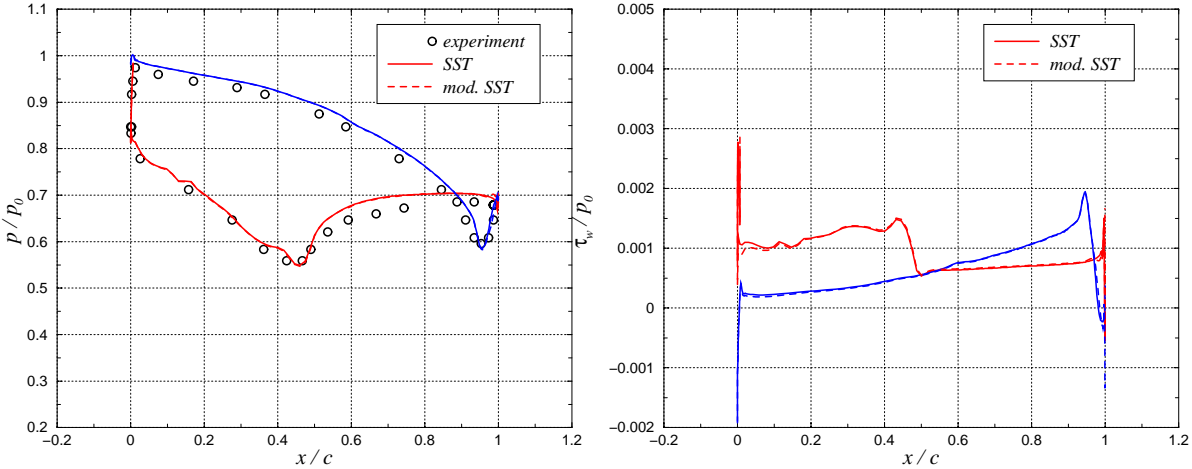 1.1
1
0.9
0.8
0.7
0.6
0.5
0.4
0.3
0.2
p / p0
−0.2 0 0.2 0.4 0.6 0.8 1 1.2
x / c
experiment
SST
mod. SST
0.005
0.004
0.003
0.002
0.001
0
−0.001
−0.002
τw / p0
−0.2 0 0.2 0.4 0.6 0.8 1 1.2
x / c
SST
mod. SST